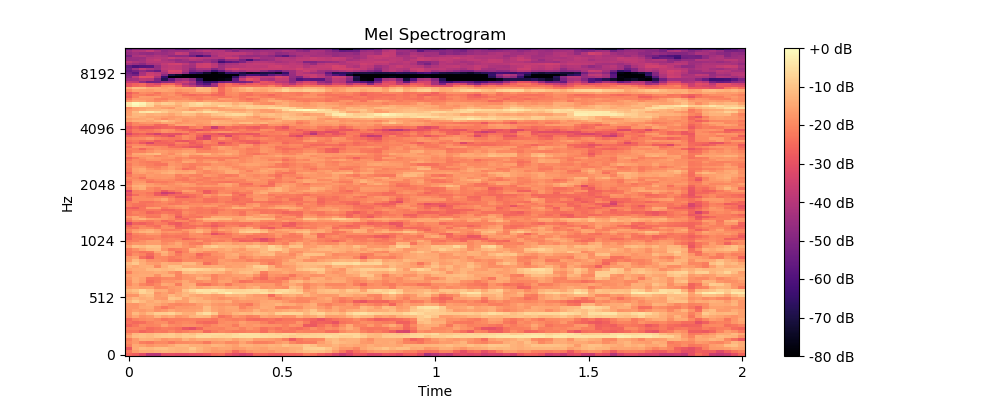 Mel Spectrogram
Hz
8192
4096
2048
1024
512
0
0
0.5
1
1.5
2
Time
+0 dB
-10 dB
-20 dB
-30 dB
-40 dB
-50 dB
-60 dB
-70 dB
-80 dB